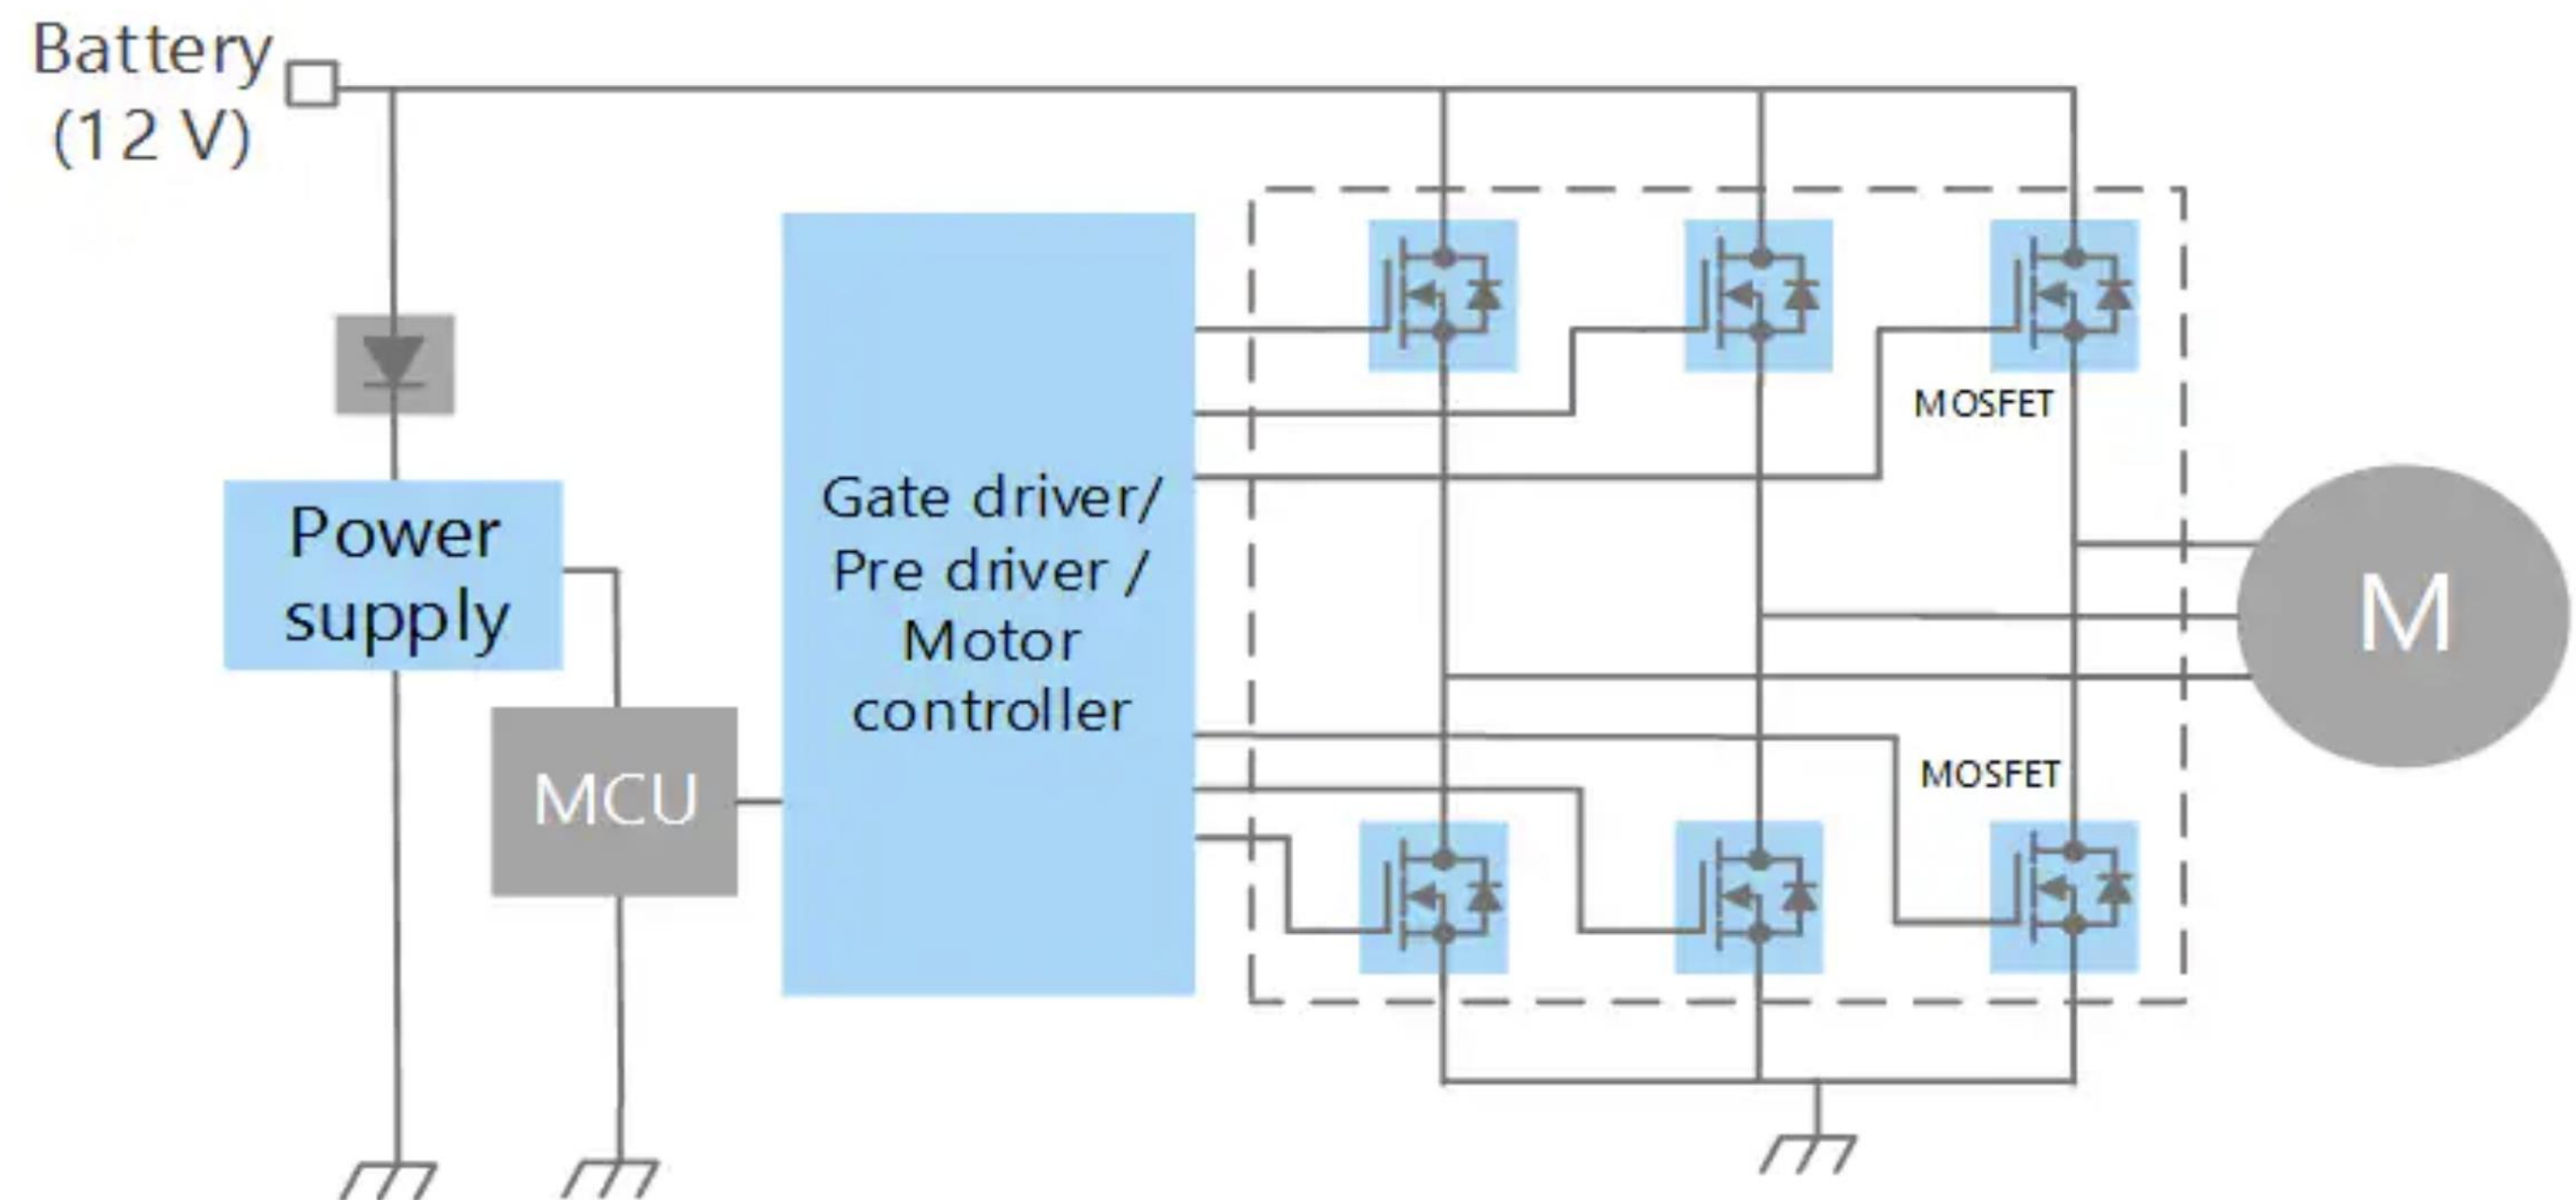 Battery
(12 V)
Power
supply
MCU
Gate driver/
Pre driver /
Motor
controller
MOSFET
MOSFET
M